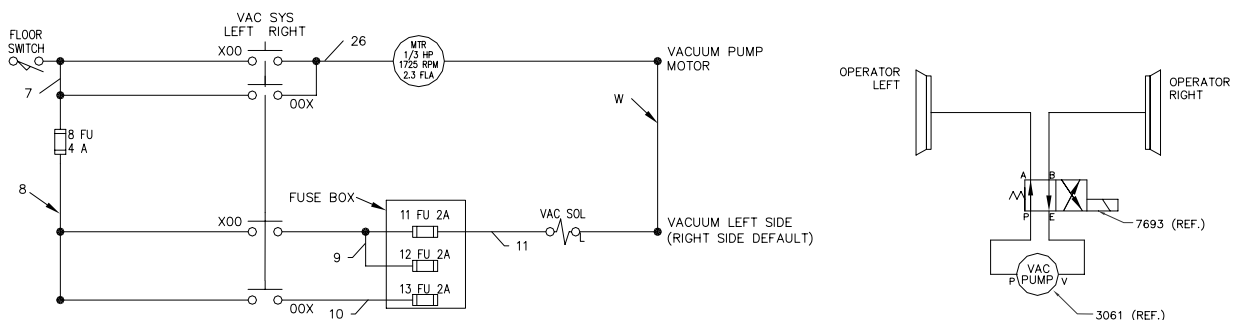 VAC SYS
LEFT RIGHT
FLOOR
SWITCH
X00
26
MTR
1/3 HP
1725 RPM
2.3 FLA
VACUUM PUMP
MOTOR
7
00X
W
8 FU
4 A
8
FUSE BOX
X00
11 FU 2A
VAC SOL
L
VACUUM LEFT SIDE
(RIGHT SIDE DEFAULT)
9
11
12 FU 2A
13 FU 2A
00X
10
OPERATOR
LEFT
OPERATOR
RIGHT
A B
P E
7693 (REF.)
P
VAC
PUMP
V
3061 (REF.)